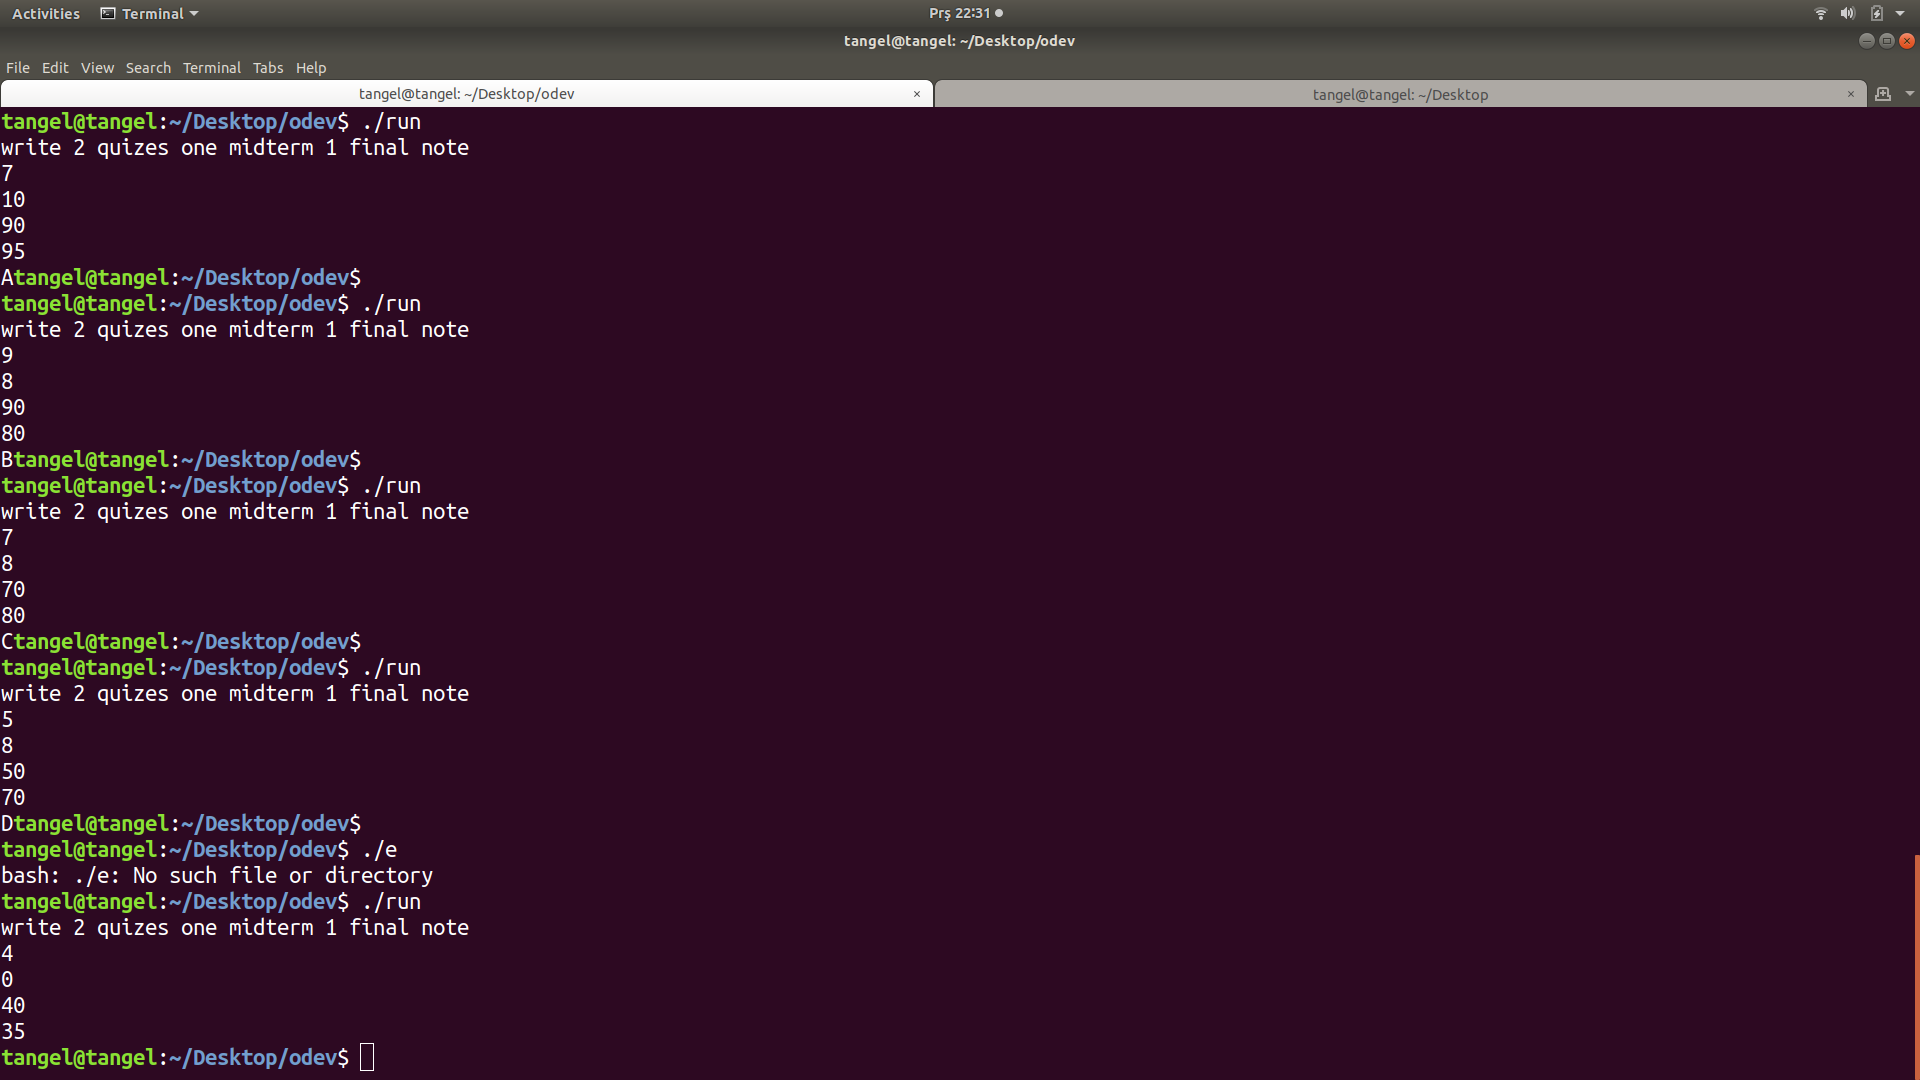 Activities Terminal Prş 22:31
tangel@tangel: ~/Desktop/odev
File Edit View Search Terminal Tabs Help
tangel@tangel: ~/Desktop/odev × tangel@tangel: ~/Desktop ×
tangel@tangel:~/Desktop/odev$ ./run
write 2 quizes one midterm 1 final note
7
10
90
95
Atangel@tangel:~/Desktop/odev$
tangel@tangel:~/Desktop/odev$ ./run
write 2 quizes one midterm 1 final note
9
8
90
80
Btangel@tangel:~/Desktop/odev$
tangel@tangel:~/Desktop/odev$ ./run
write 2 quizes one midterm 1 final note
7
8
70
80
Ctangel@tangel:~/Desktop/odev$
tangel@tangel:~/Desktop/odev$ ./run
write 2 quizes one midterm 1 final note
5
8
50
70
Dtangel@tangel:~/Desktop/odev$
tangel@tangel:~/Desktop/odev$ ./e
bash: ./e: No such file or directory
tangel@tangel:~/Desktop/odev$ ./run
write 2 quizes one midterm 1 final note
4
0
40
35
tangel@tangel:~/Desktop/odev$